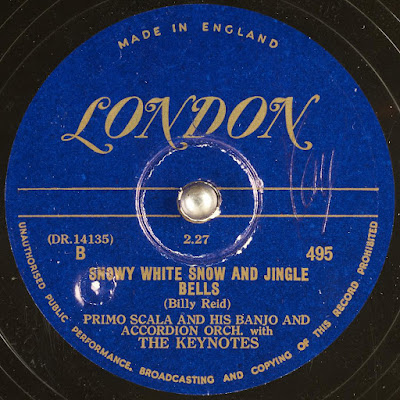 MADE IN ENGLAND
LONDON
(DR.14135) 2.27
B 495
SNOWY WHITE SNOW AND JINGLE
BELLS
(Billy Reid)
PRIMO SCALA AND HIS BANJO AND
ACCORDION ORCH. with
THE KEYNOTES
UNAUTHORISED PUBLIC PERFORMANCE, BROADCASTING AND COPYING OF THIS RECORD PROHIBITED